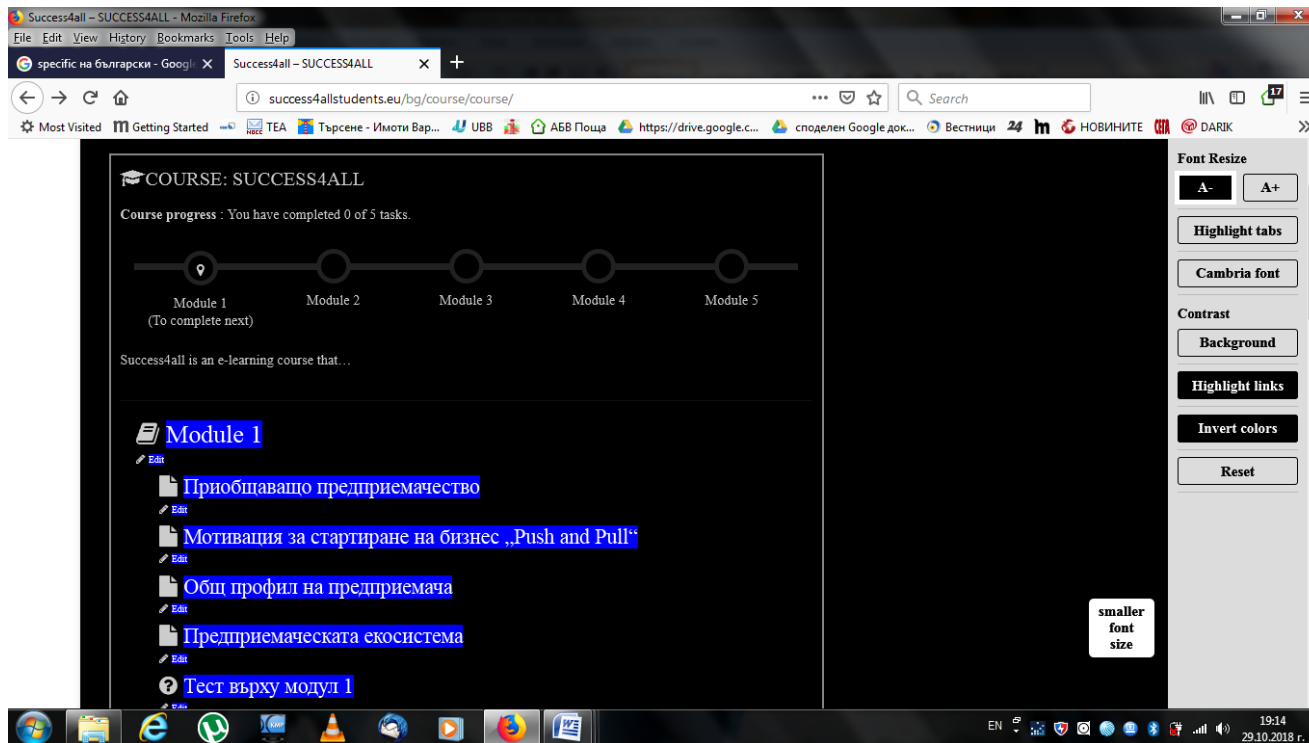 Success4all – SUCCESS4ALL - Mozilla Firefox
File Edit View History Bookmarks Tools Help
specific на български - Google
Success4all – SUCCESS4ALL
success4allstudents.eu/bg/course/course/
Search
17
Most Visited Getting Started TEA Търсене - Имоти Вар... UBB АБВ Поща https://drive.google.c... споделен Google док... Вестници 24 НОВИНИТЕ DARIK
COURSE: SUCCESS4ALL
Course progress : You have completed 0 of 5 tasks.
Module 1 Module 2 Module 3 Module 4 Module 5
(To complete next)
Success4all is an e-learning course that…
Module 1
Edit
Приобщаващо предприемачество
Edit
Мотивация за стартиране на бизнес „Push and Pull“
Edit
Общ профил на предприемача
Edit
Предприемаческата екосистема
Edit
Тест върху модул 1
Edit
Font Resize
A- A+
Highlight tabs
Cambria font
Contrast
Background
Highlight links
Invert colors
Reset
smaller
font
size
EN
19:14
29.10.2018 г.